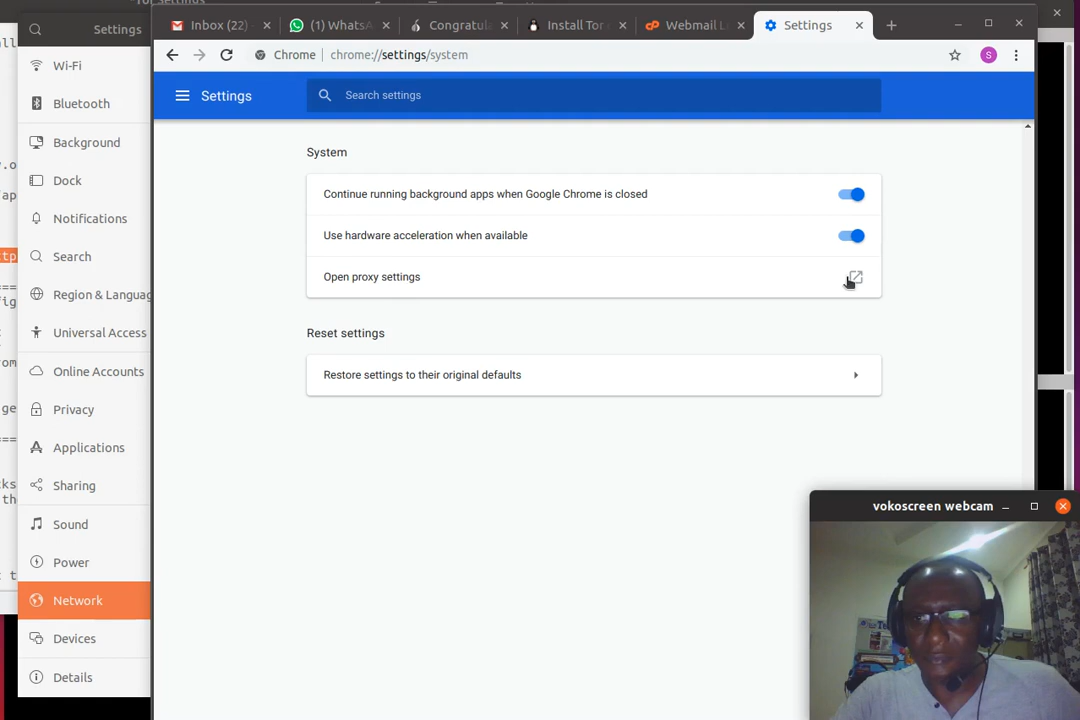 Settings
Wi-Fi
Bluetooth
Background
Dock
Notifications
Search
Region & Languag
Universal Access
Online Accounts
Privacy
Applications
Sharing
Sound
Power
Network
Devices
Details
Inbox (22)
(1) WhatsA
Congratula
Install Tor
Webmail L
Settings
Chrome
chrome://settings/system
S
Settings
Search settings
System
Continue running background apps when Google Chrome is closed
Use hardware acceleration when available
Open proxy settings
Reset settings
Restore settings to their original defaults
vokoscreen webcam